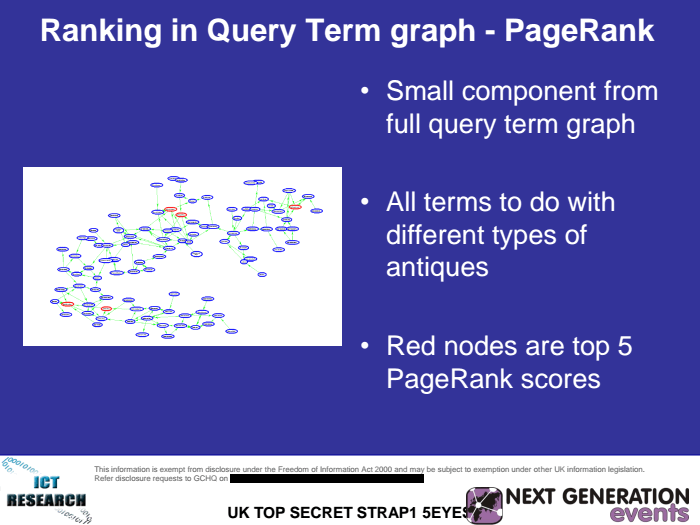 Ranking in Query Term graph - PageRank
• Small component from
full query term graph
• All terms to do with
different types of
antiques
• Red nodes are top 5
PageRank scores
This information is exempt from disclosure under the Freedom of Information Act 2000 and may be subject to exemption under other UK information legislation.
Refer disclosure requests to GCHQ on
ICT
RESEARCH
UK TOP SECRET STRAP1 5EYES
NEXT GENERATION
events